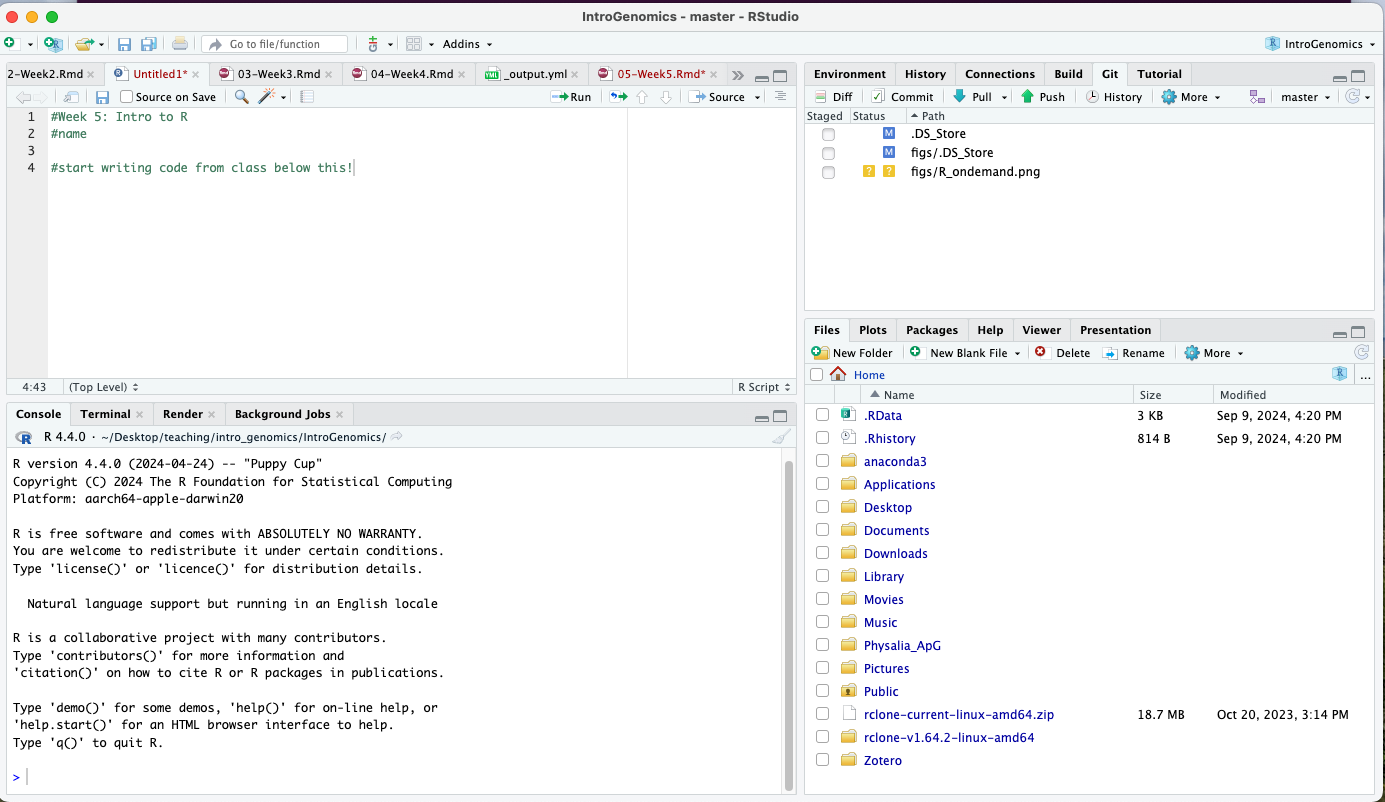 IntroGenomics - master - RStudio
Go to file/function
Addins
IntroGenomics
2-Week2.Rmd
Untitled1*
03-Week3.Rmd
04-Week4.Rmd
_output.yml
05-Week5.Rmd*
Source on Save
Run
Source
1 #Week 5: Intro to R
2 #name
3
4 #start writing code from class below this!
4:43
(Top Level)
R Script
Console
Terminal
Render
Background Jobs
R 4.4.0 · ~/Desktop/teaching/intro_genomics/IntroGenomics/
R version 4.4.0 (2024-04-24) -- "Puppy Cup"
Copyright (C) 2024 The R Foundation for Statistical Computing
Platform: aarch64-apple-darwin20
R is free software and comes with ABSOLUTELY NO WARRANTY.
You are welcome to redistribute it under certain conditions.
Type 'license()' or 'licence()' for distribution details.
Natural language support but running in an English locale
R is a collaborative project with many contributors.
Type 'contributors()' for more information and
'citation()' on how to cite R or R packages in publications.
Type 'demo()' for some demos, 'help()' for on-line help, or
'help.start()' for an HTML browser interface to help.
Type 'q()' to quit R.
>
Environment
History
Connections
Build
Git
Tutorial
Diff
Commit
Pull
Push
History
More
master
Staged
Status
Path
M .DS_Store
M figs/.DS_Store
? ? figs/R_ondemand.png
Files
Plots
Packages
Help
Viewer
Presentation
New Folder
New Blank File
Delete
Rename
More
Home
...
Name
Size
Modified
.RData 3 KB Sep 9, 2024, 4:20 PM
.Rhistory 814 B Sep 9, 2024, 4:20 PM
anaconda3
Applications
Desktop
Documents
Downloads
Library
Movies
Music
Physalia_ApG
Pictures
Public
rclone-current-linux-amd64.zip 18.7 MB Oct 20, 2023, 3:14 PM
rclone-v1.64.2-linux-amd64
Zotero